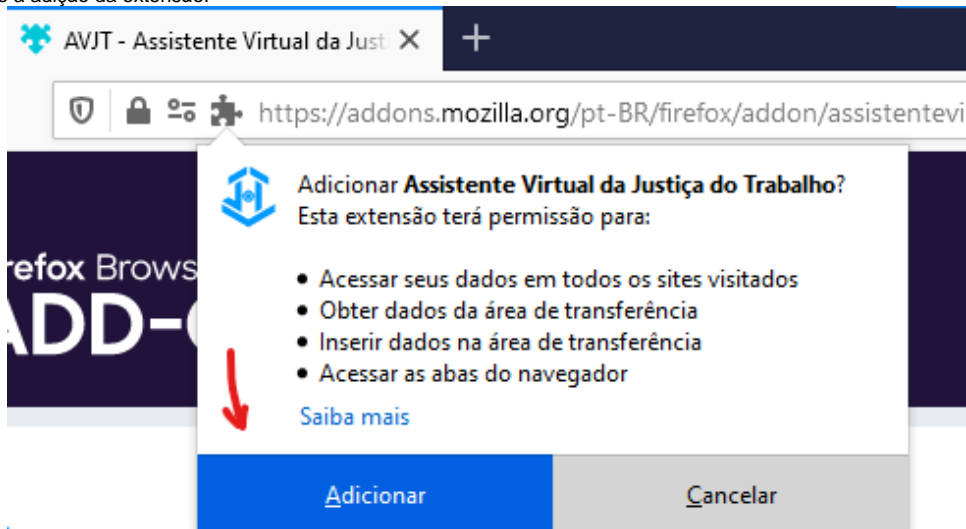 o a adição da extensão.
AVJT - Assistente Virtual da Just
https://addons.mozilla.org/pt-BR/firefox/addon/assistentevi
Adicionar Assistente Virtual da Justiça do Trabalho?
Esta extensão terá permissão para:
refox Brows
ADD-
• Acessar seus dados em todos os sites visitados
• Obter dados da área de transferência
• Inserir dados na área de transferência
• Acessar as abas do navegador
Saiba mais
Adicionar
Cancelar